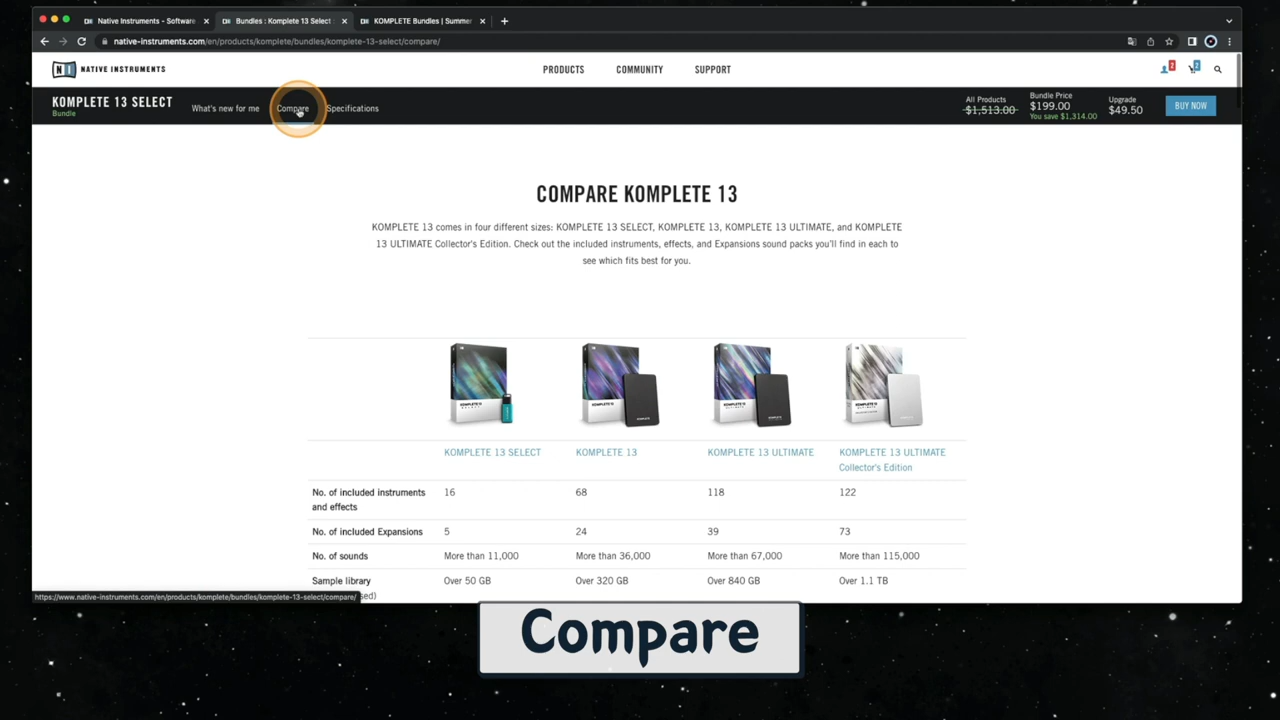 Native Instruments - Software
Bundles : Komplete 13 Select
KOMPLETE Bundles | Summer
native-instruments.com/en/products/komplete/bundles/komplete-13-select/compare/
NI NATIVE INSTRUMENTS
PRODUCTS COMMUNITY SUPPORT
2
2
KOMPLETE 13 SELECT
Bundle
What's new for me Compare Specifications
All Products
$1,513.00
Bundle Price
$199.00
You save $1,314.00
Upgrade
$49.50
BUY NOW
COMPARE KOMPLETE 13
KOMPLETE 13 comes in four different sizes: KOMPLETE 13 SELECT, KOMPLETE 13, KOMPLETE 13 ULTIMATE, and KOMPLETE
13 ULTIMATE Collector's Edition. Check out the included instruments, effects, and Expansions sound packs you'll find in each to
see which fits best for you.
KOMPLETE 13 SELECT KOMPLETE 13 KOMPLETE 13 ULTIMATE KOMPLETE 13 ULTIMATE
Collector's Edition
No. of included instruments 16 68 118 122
and effects
No. of included Expansions 5 24 39 73
No. of sounds More than 11,000 More than 36,000 More than 67,000 More than 115,000
Sample library Over 50 GB Over 320 GB Over 840 GB Over 1.1 TB
sed)
https://www.native-instruments.com/en/products/komplete/bundles/komplete-13-select/compare/
Compare